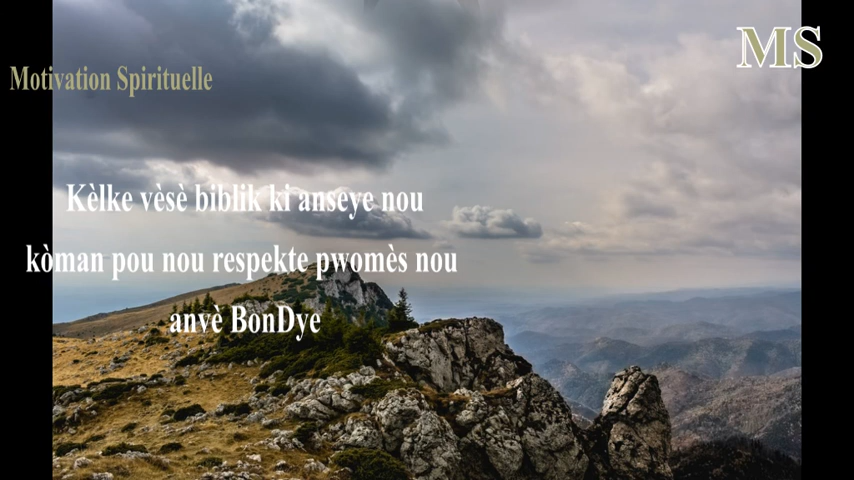 MS
Motivation Spirituelle
Kèlke vèsè biblik ki anseye nou
kòman pou nou respekte pwomès nou
anvè BonDye